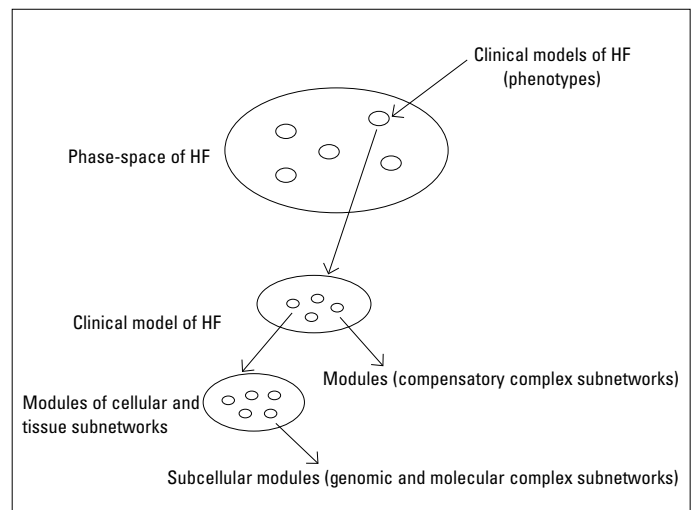 Clinical models of HF
(phenotypes)
Phase-space of HF
Clinical model of HF
Modules (compensatory complex subnetworks)
Modules of cellular and
tissue subnetworks
Subcellular modules (genomic and molecular complex subnetworks)